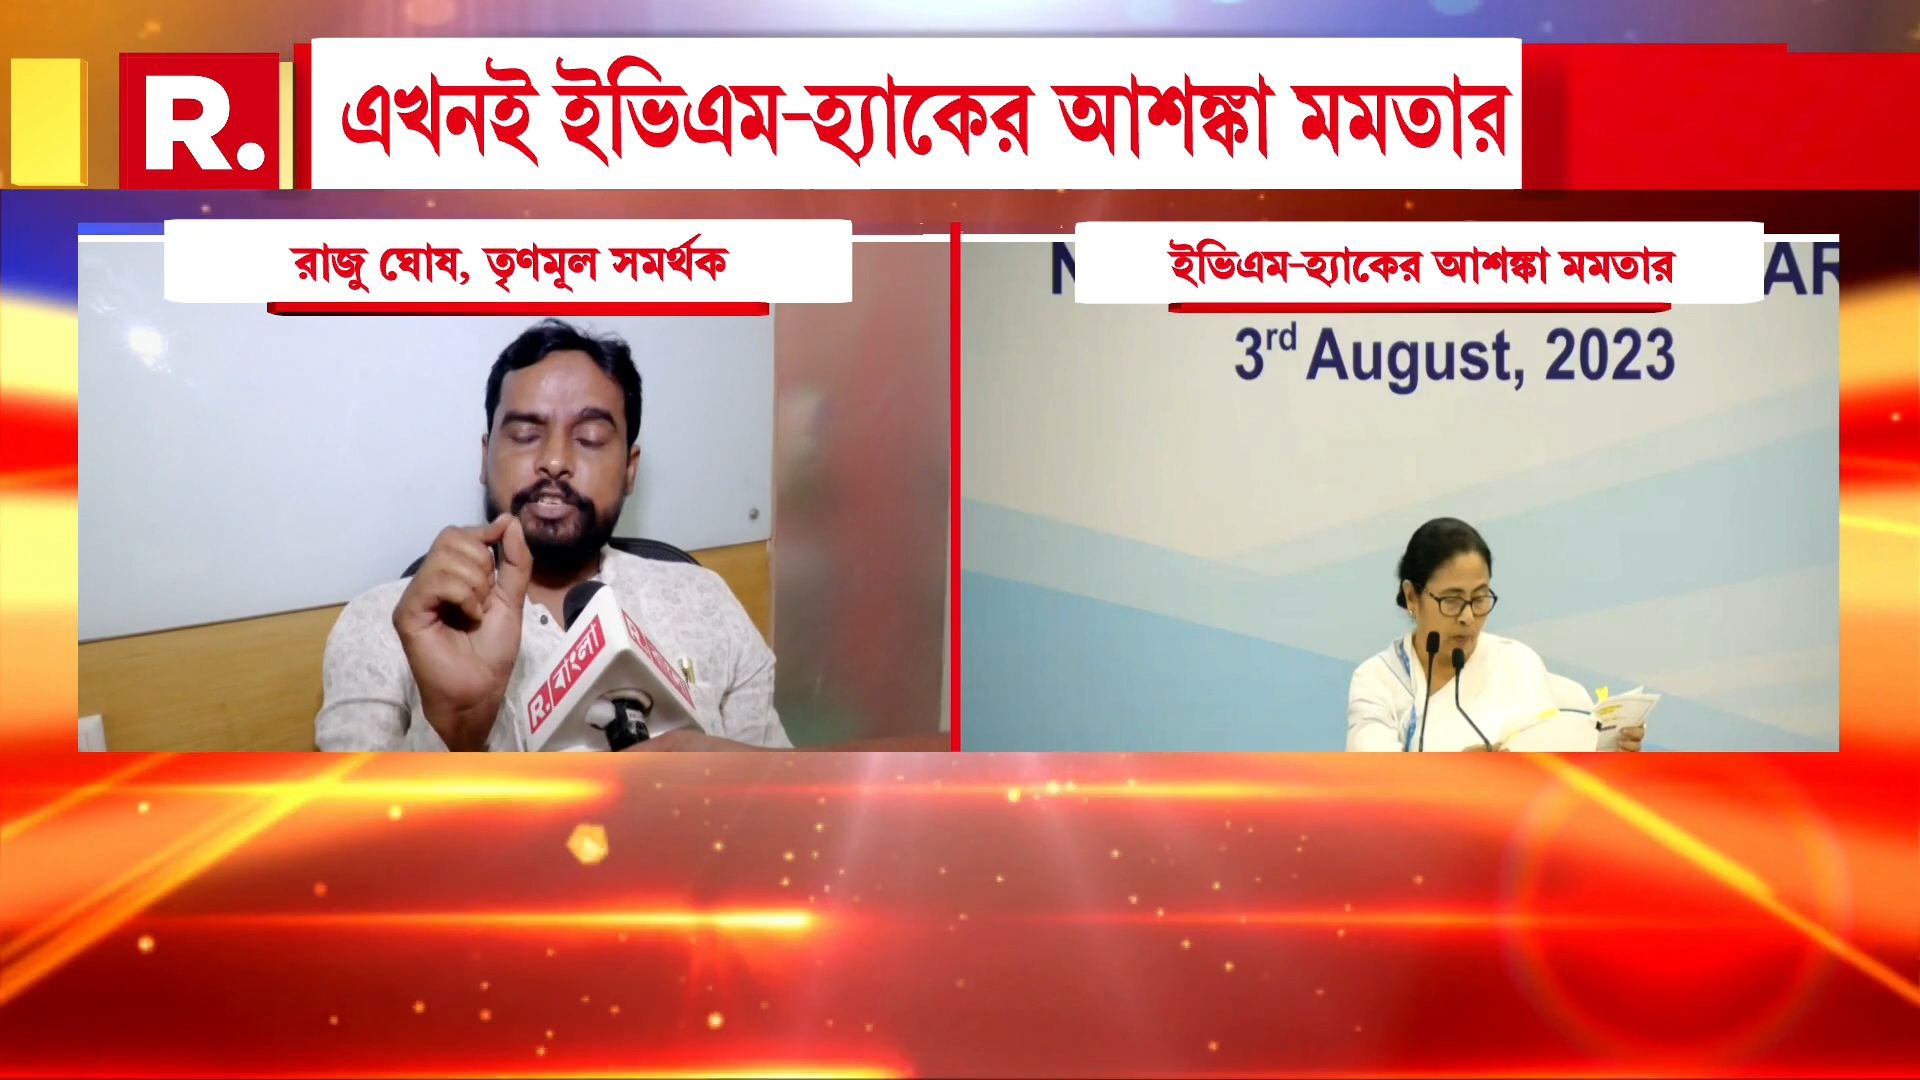 R. এখনই ইভিএম-হ্যাকের আশঙ্কা মমতার
রাজু ঘোষ, তৃণমূল সমর্থক
ইভিএম-হ্যাকের আশঙ্কা মমতার
3rd August, 2023
R. বাংলা